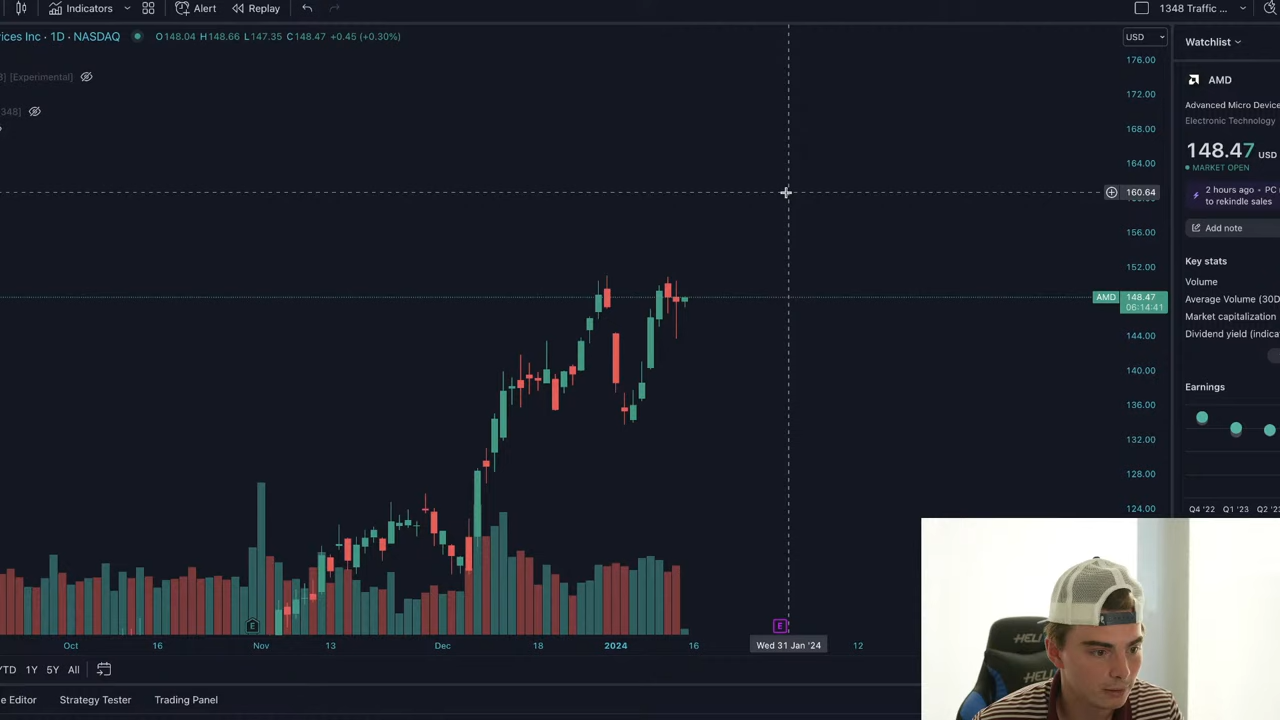 Indicators
Alert
Replay
1348 Traffic ...
ices Inc · 1D · NASDAQ
O148.04 H148.66 L147.35 C148.47 +0.45 (+0.30%)
USD
Watchlist
3] [Experimental]
348]
AMD
Advanced Micro Device
Electronic Technology
148.47 USD
MARKET OPEN
2 hours ago · PC
to rekindle sales
Add note
Key stats
Volume
Average Volume (30D
Market capitalization
Dividend yield (indica
Earnings
Q4 '22 Q1 '23 Q2 '2
176.00
172.00
168.00
164.00
160.64
156.00
152.00
AMD 148.47
06:14:41
144.00
140.00
136.00
132.00
128.00
124.00
E
E
Oct 16 Nov 13 Dec 18 2024 16 Wed 31 Jan '24 12
YTD 1Y 5Y All
e Editor Strategy Tester Trading Panel
HELI